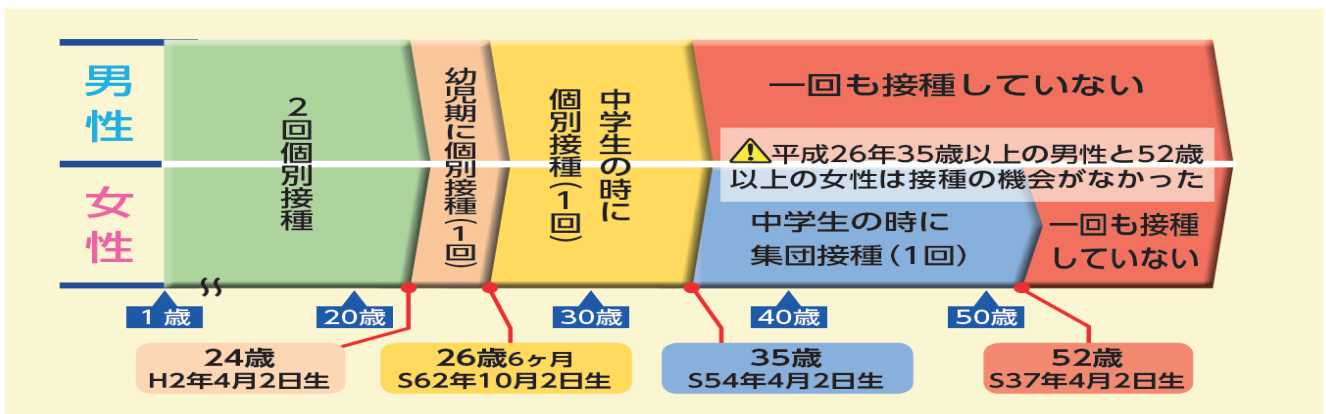 男性
2回個別接種
幼児期に個別接種(1回)
中学生の時に
個別接種(1回)
一回も接種していない
⚠平成26年35歳以上の男性と52歳
以上の女性は接種の機会がなかった
女性
中学生の時に
集団接種(1回)
一回も接種
していない
1歳
20歳
30歳
40歳
50歳
24歳
H2年4月2日生
26歳6ヶ月
S62年10月2日生
35歳
S54年4月2日生
52歳
S37年4月2日生